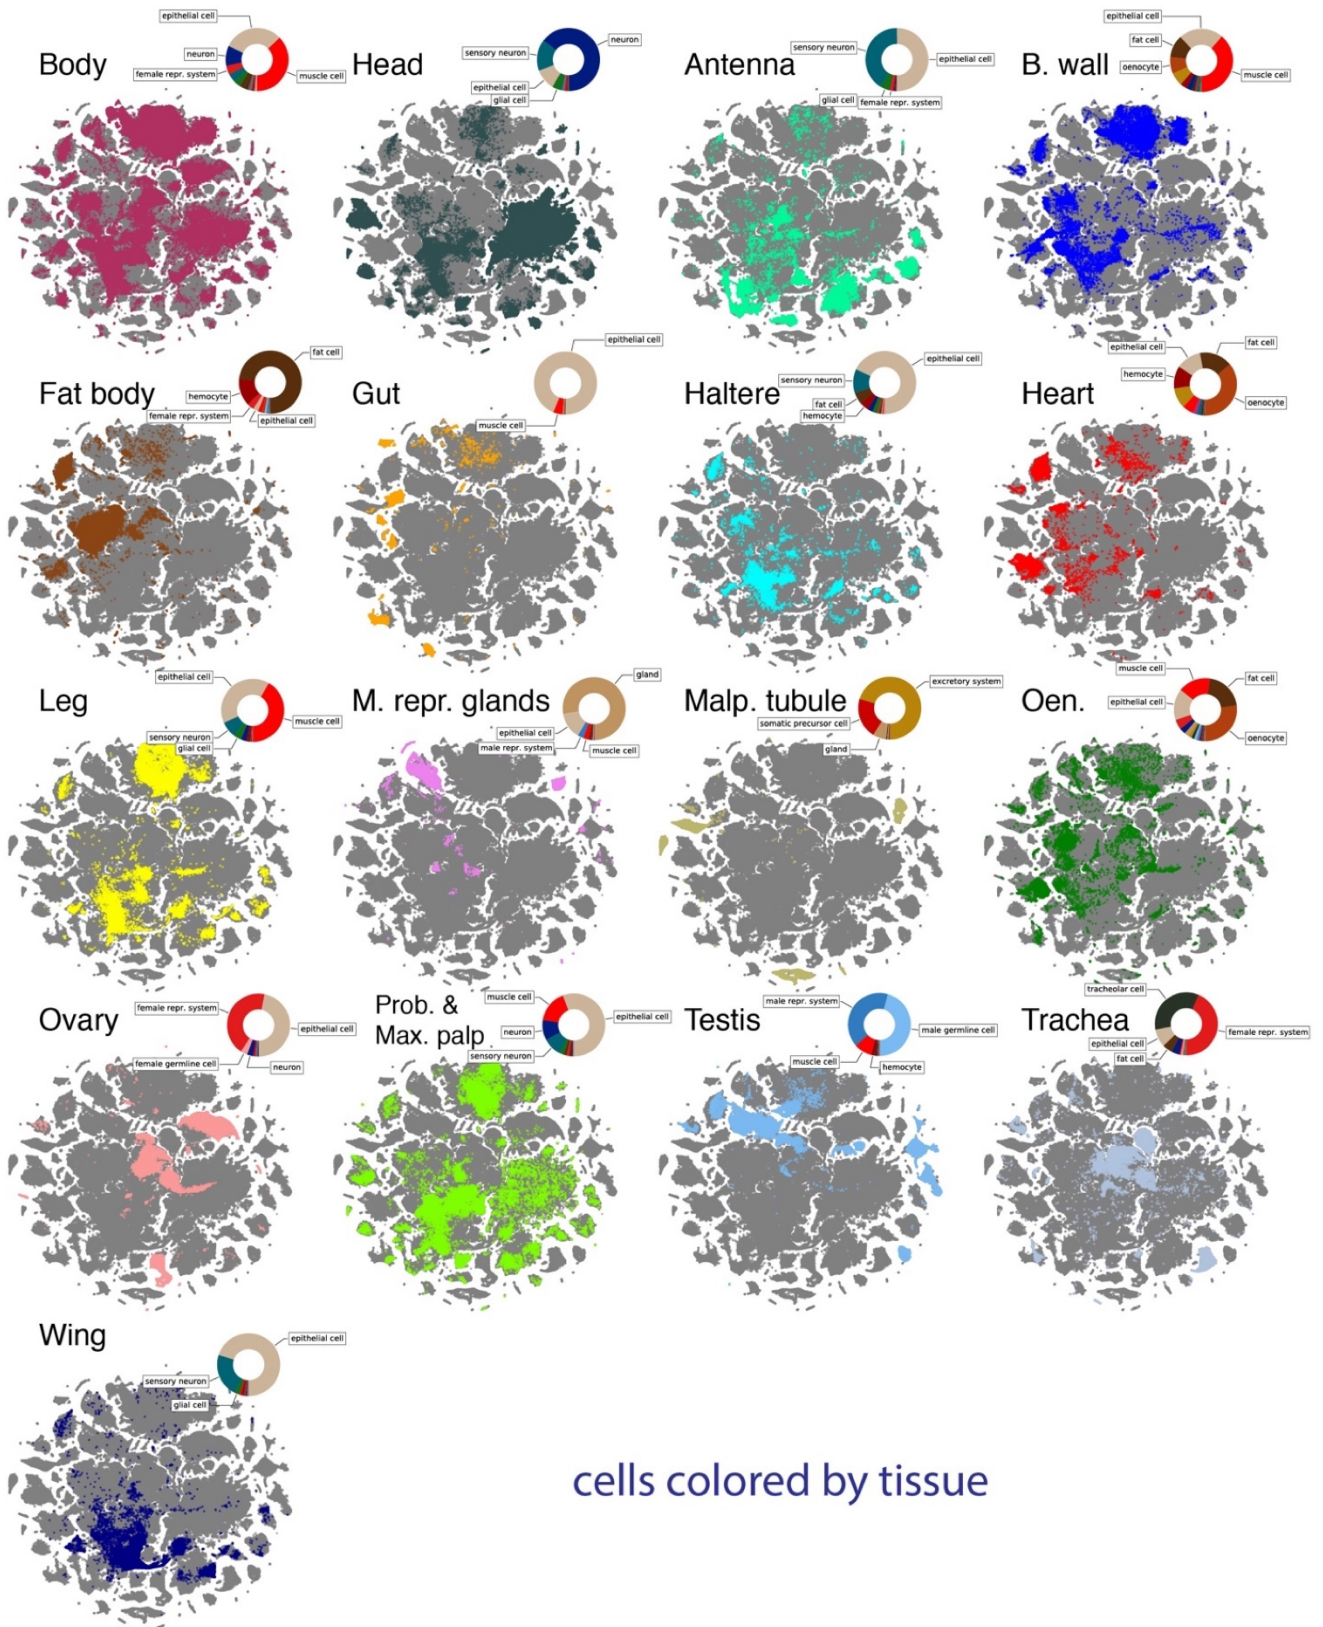 epithelial cell
neuron
female repr. system
muscle cell
Body
neuron
sensory neuron
epithelial cell
glial cell
Head
sensory neuron
epithelial cell
glial cell
female repr. system
Antenna
epithelial cell
fat cell
oenocyte
muscle cell
B. wall
fat cell
hemocyte
female repr. system
epithelial cell
Fat body
epithelial cell
muscle cell
Gut
epithelial cell
sensory neuron
fat cell
hemocyte
Haltere
fat cell
epithelial cell
hemocyte
oenocyte
Heart
epithelial cell
muscle cell
sensory neuron
glial cell
Leg
gland
epithelial cell
male repr. system
muscle cell
M. repr. glands
excretory system
somatic precursor cell
gland
Malp. tubule
muscle cell
fat cell
epithelial cell
oenocyte
Oen.
female repr. system
epithelial cell
female germline cell
neuron
Ovary
muscle cell
epithelial cell
neuron
sensory neuron
Prob. &
Max. palp
male repr. system
male germline cell
muscle cell
hemocyte
Testis
tracheolar cell
female repr. system
epithelial cell
fat cell
Trachea
epithelial cell
sensory neuron
glial cell
Wing
cells colored by tissue